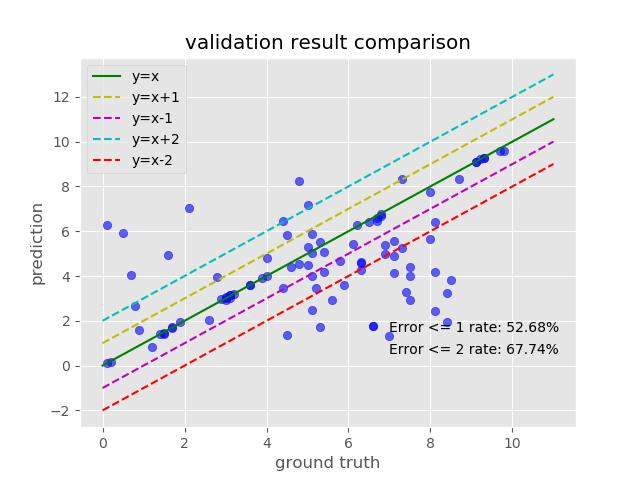 validation result comparison
y=x
y=x+1
y=x-1
y=x+2
y=x-2
12
10
8
6
4
2
0
−2
prediction
Error <= 1 rate: 52.68%
Error <= 2 rate: 67.74%
0 2 4 6 8 10
ground truth